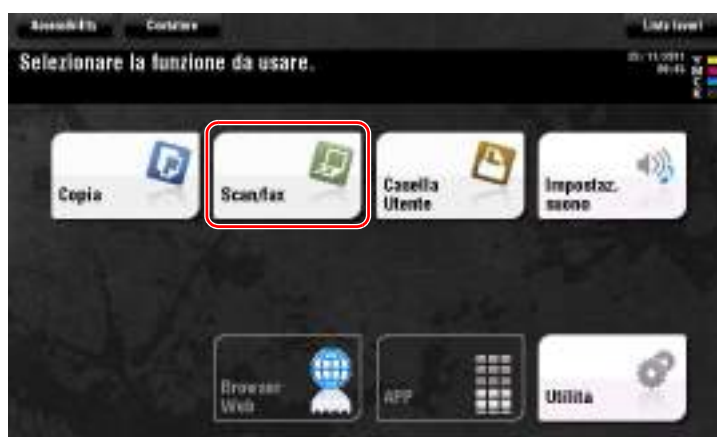 Accessibilità Contatore Lista lavori
Selezionare la funzione da usare.
Y
M
C
K
Copia
Scan/fax
Casella
Utente
Impostaz.
suono
Browser
Web
APP
Utilità